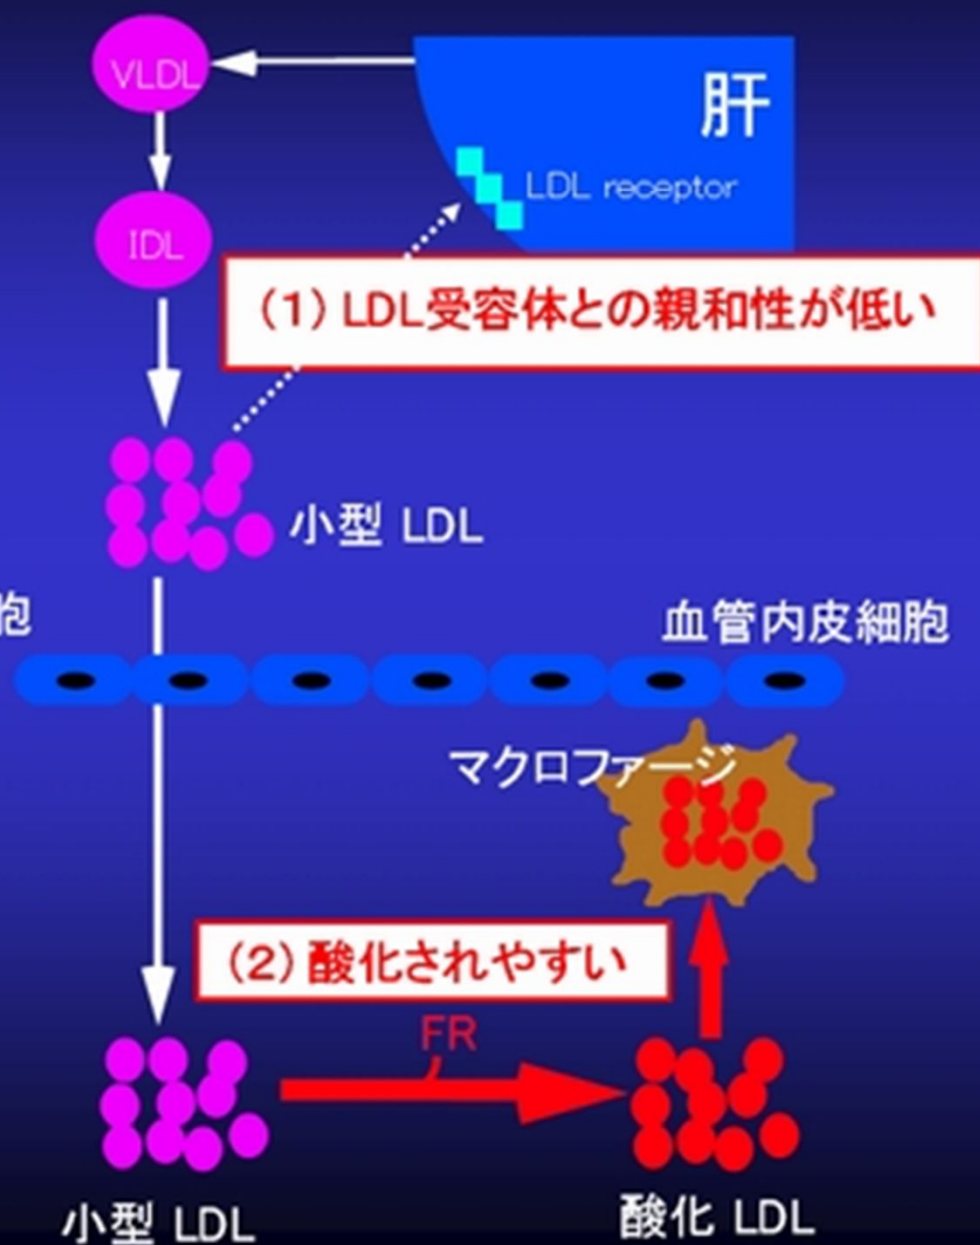 VLDL
肝
LDL receptor
IDL
（1）LDL受容体との親和性が低い
小型 LDL
胞
血管内皮細胞
マクロファージ
（2）酸化されやすい
FR
小型 LDL
酸化 LDL